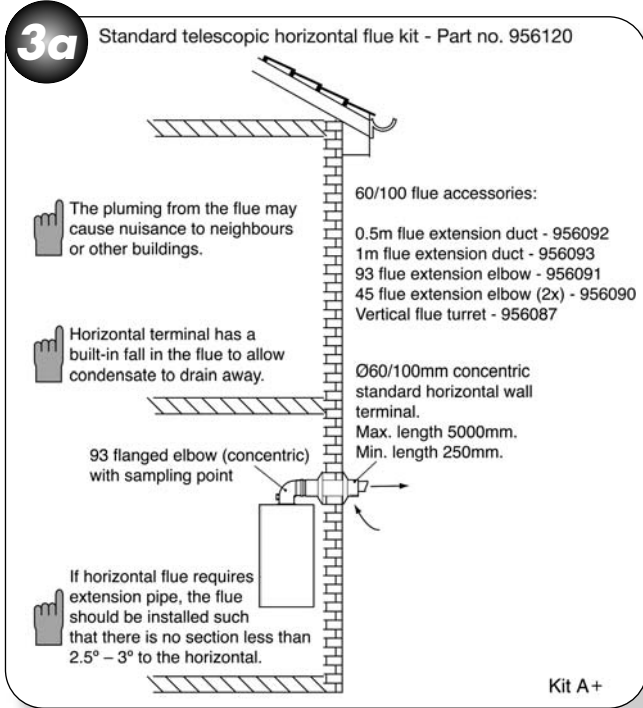 3a
Standard telescopic horizontal flue kit - Part no. 956120
The pluming from the flue may
cause nuisance to neighbours
or other buildings.
60/100 flue accessories:
0.5m flue extension duct - 956092
1m flue extension duct - 956093
93 flue extension elbow - 956091
45 flue extension elbow (2x) - 956090
Vertical flue turret - 956087
Horizontal terminal has a
built-in fall in the flue to allow
condensate to drain away.
Ø60/100mm concentric
standard horizontal wall
terminal.
Max. length 5000mm.
Min. length 250mm.
93 flanged elbow (concentric)
with sampling point
If horizontal flue requires
extension pipe, the flue
should be installed such
that there is no section less than
2.5° – 3° to the horizontal.
Kit A+